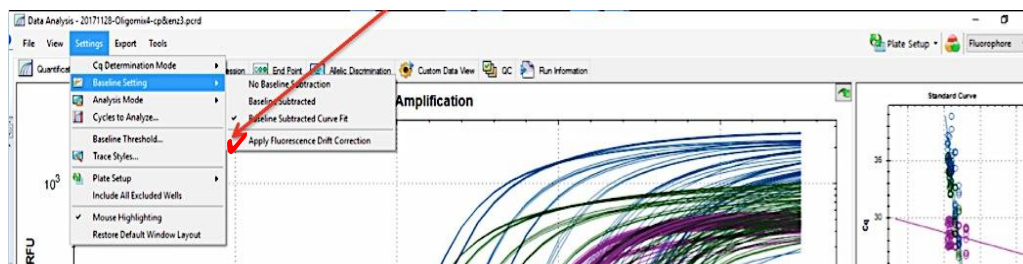 Data Analysis - 20171128-Oligomix4-cp&enz3.pcrd
File View Settings Export Tools
Plate Setup
Fluorophore
Quantificat
ession End Point Allelic Discrimination Custom Data View QC Run Information
Cq Determination Mode
Baseline Setting
Analysis Mode
Cycles to Analyze...
Baseline Threshold...
Trace Styles...
Plate Setup
Include All Excluded Wells
Mouse Highlighting
Restore Default Window Layout
No Baseline Subtraction
Baseline Subtracted
Baseline Subtracted Curve Fit
Apply Fluorescence Drift Correction
Amplification
10³
RFU
Standard Curve
35
30
Cq